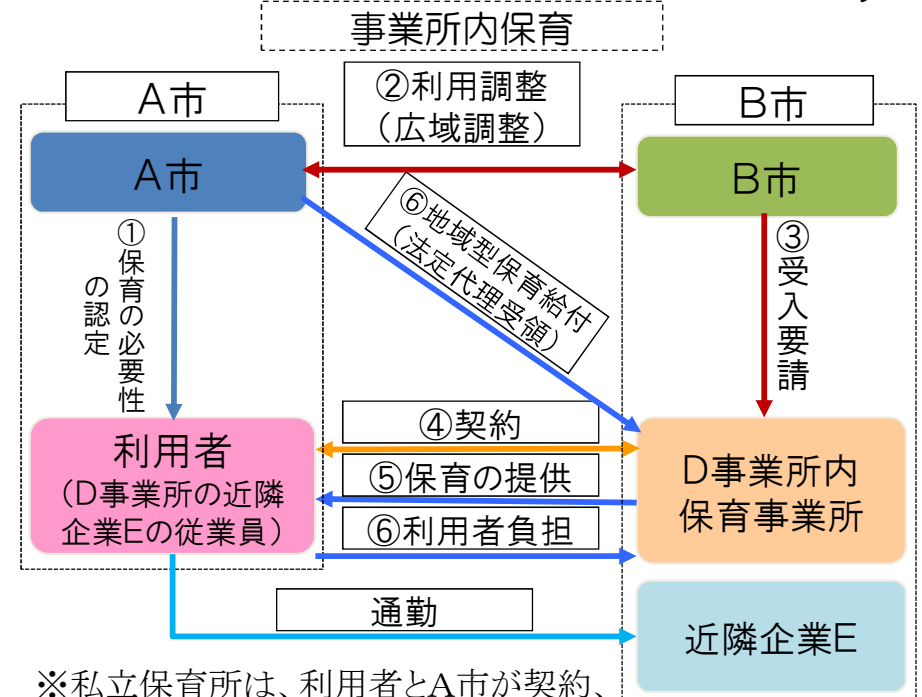 事業所内保育
A市
②利用調整
（広域調整）
B市
A市
B市
①保育の必要性
の認定
⑥地域型保育給付
（法定代理受領）
③受入要請
利用者
（D事業所の近隣
企業Eの従業員）
④契約
⑤保育の提供
⑥利用者負担
D事業所内
保育事業所
通勤
近隣企業E
※私立保育所は、利用者とA市が契約、